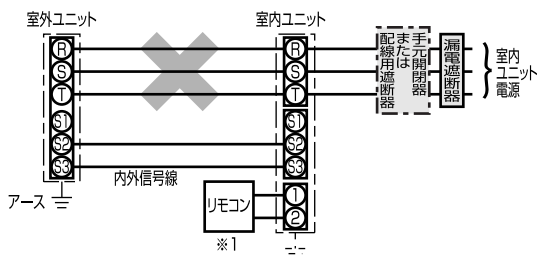 室外ユニット
室内ユニット
R
S
T
S1
S2
S3
R
S
T
S1
S2
S3
1
2
手元開閉器
または
配線用遮断器
漏電遮断器
室内
ユニット
電源
内外信号線
アース
リモコン
※1